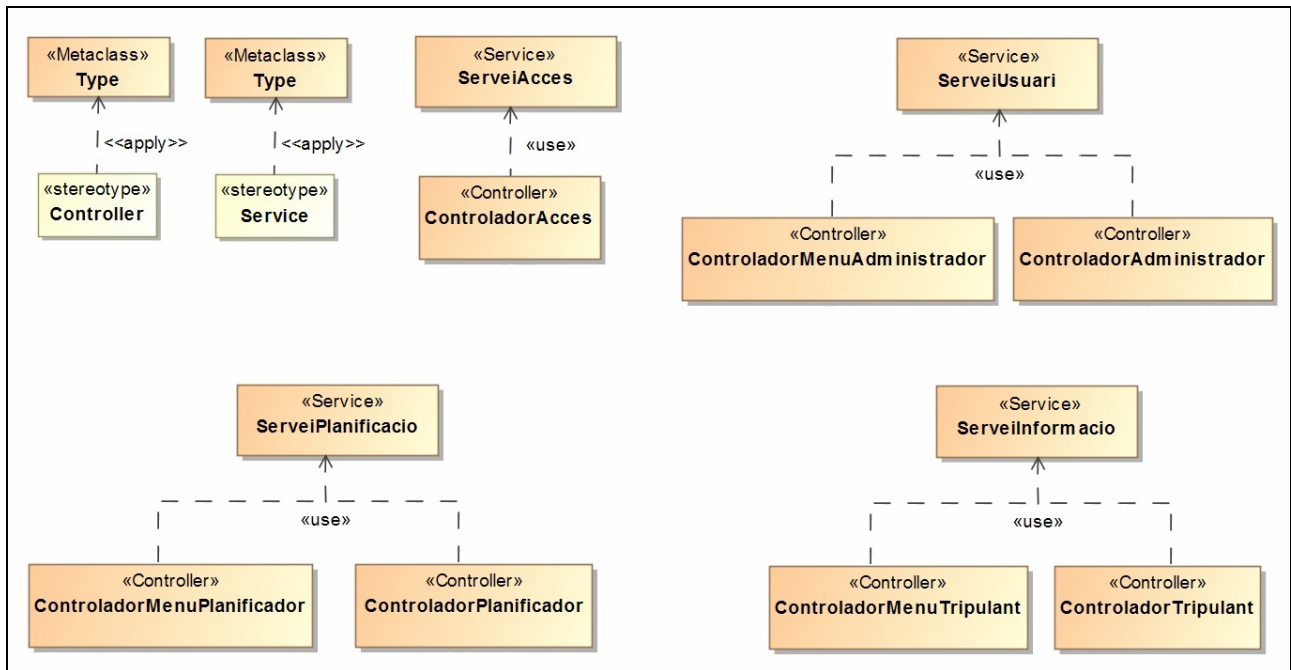 «Metaclass»
Type
<<apply>>
«stereotype»
Controller
«Metaclass»
Type
<<apply>>
«stereotype»
Service
«Service»
ServeiAcces
«use»
«Controller»
ControladorAcces
«Service»
ServeiUsuari
«use»
«Controller»
ControladorMenuAdministrador
«Controller»
ControladorAdministrador
«Service»
ServeiPlanificacio
«use»
«Controller»
ControladorMenuPlanificador
«Controller»
ControladorPlanificador
«Service»
ServeiInformacio
«use»
«Controller»
ControladorMenuTripulant
«Controller»
ControladorTripulant